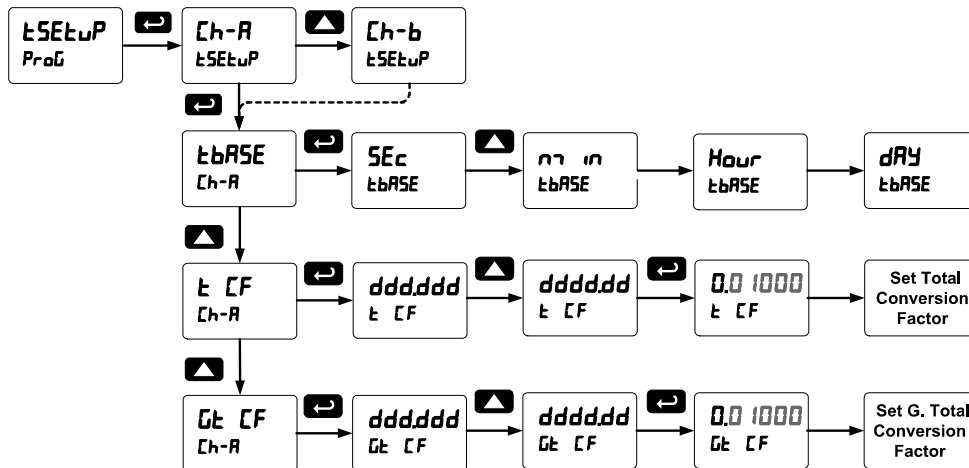 tSEtuP
ProG
Ch-A
tSEtuP
Ch-b
tSEtuP
tbASE
Ch-A
SEc
tbASE
min
tbASE
Hour
tbASE
dAY
tbASE
t CF
Ch-A
ddd.ddd
t CF
dddd.dd
t CF
0.01000
t CF
Set Total
Conversion
Factor
Gt CF
Ch-A
ddd.ddd
Gt CF
dddd.dd
Gt CF
0.01000
Gt CF
Set G. Total
Conversion
Factor